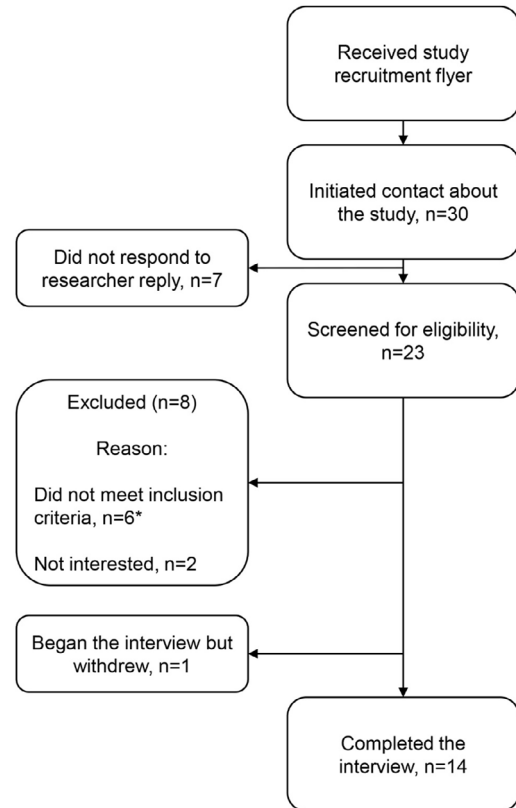 Received study
recruitment flyer
Initiated contact about
the study, n=30
Did not respond to
researcher reply, n=7
Screened for eligibility,
n=23
Excluded (n=8)
Reason:
Did not meet inclusion
criteria, n=6*
Not interested, n=2
Began the interview but
withdrew, n=1
Completed the
interview, n=14